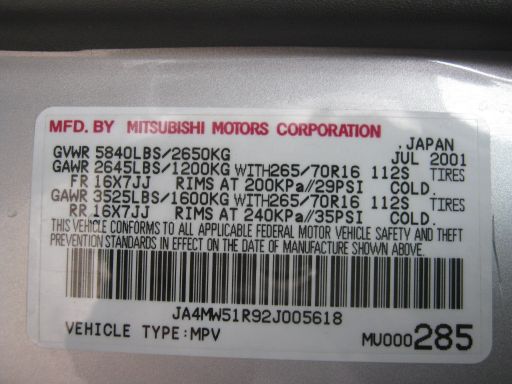 MFD. BY MITSUBISHI MOTORS CORPORATION
, JAPAN
GVWR 5840LBS/2650KG JUL 2001
GAWR 2645LBS/1200KG WITH265/70R16 112S TIRES
FR 16X7JJ RIMS AT 200KPa//29PSI COLD.
GAWR 3525LBS/1600KG WITH265/70R16 112S TIRES
RR 16X7JJ RIMS AT 240KPa//35PSI COLD.
THIS VEHICLE CONFORMS TO ALL APPLICABLE FEDERAL MOTOR VEHICLE SAFETY AND THEFT
PREVENTION STANDARDS IN EFFECT ON THE DATE OF MANUFACTURE SHOWN ABOVE.
JA4MW51R92J005618
VEHICLE TYPE:MPV MU000285